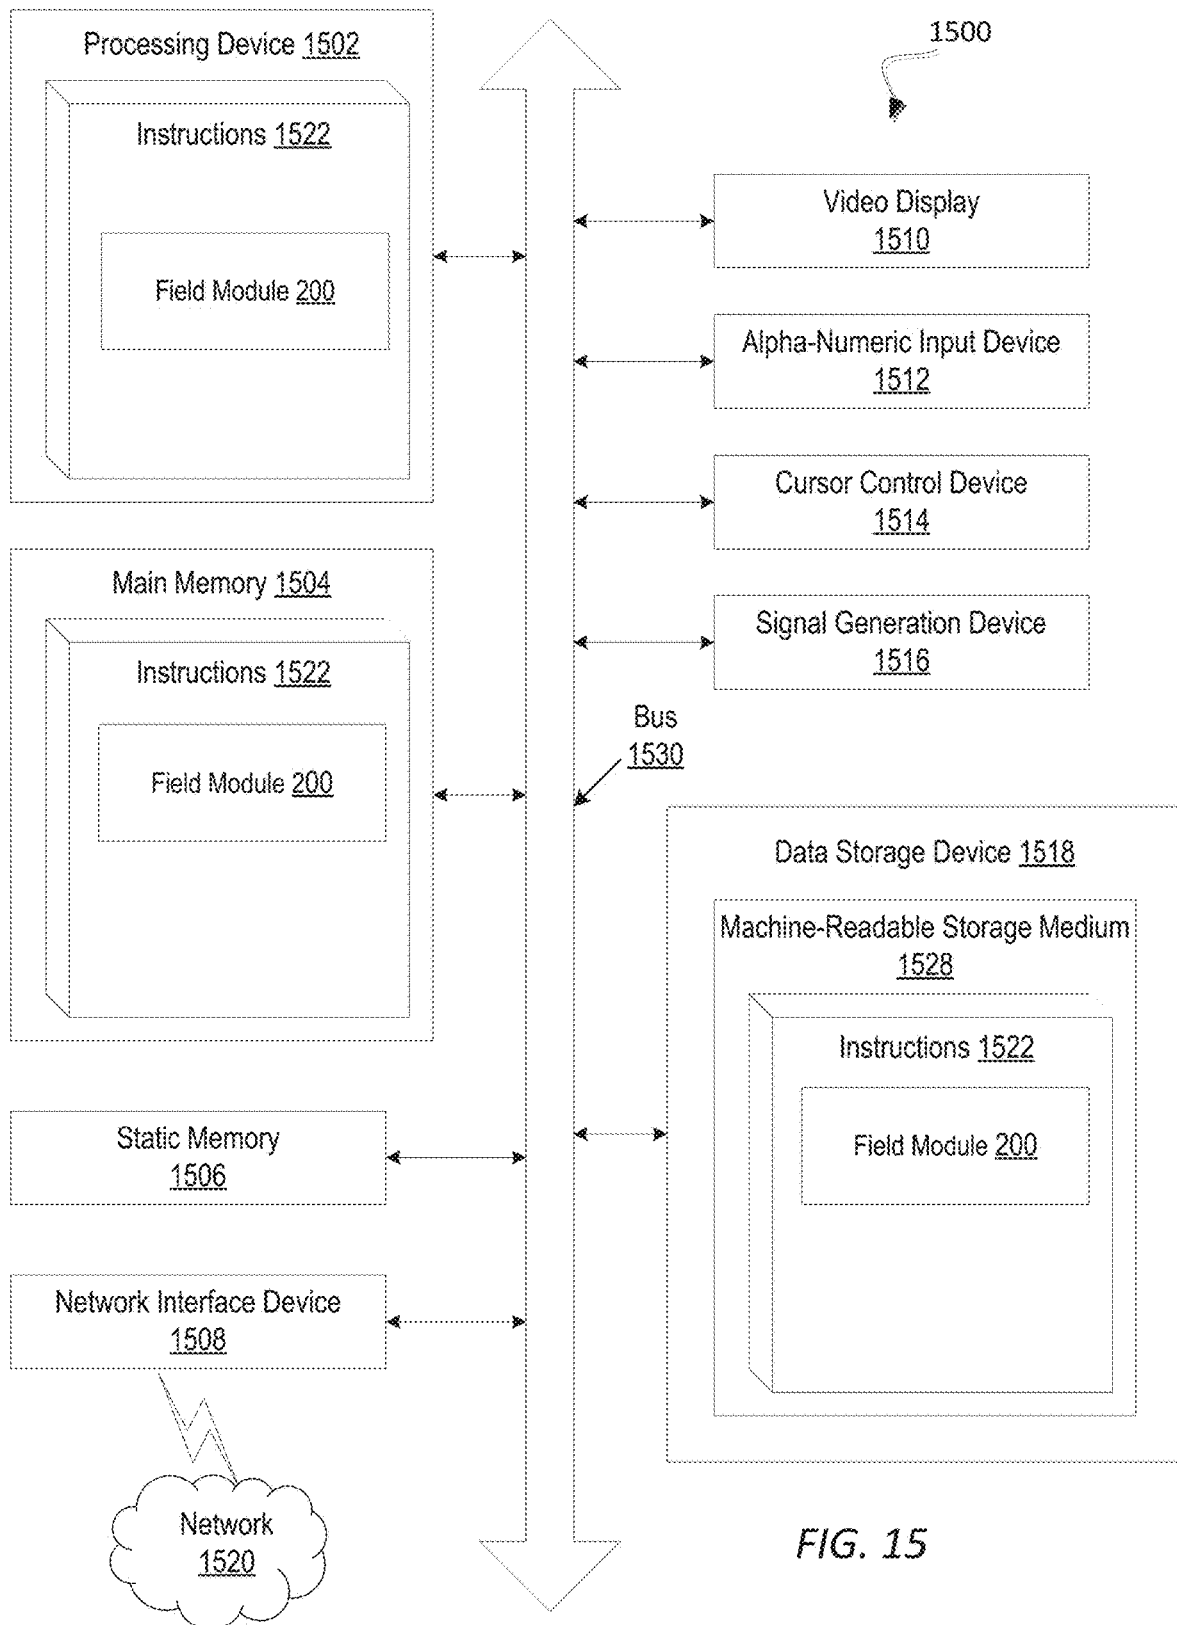 1500
Processing Device 1502
Instructions 1522
Field Module 200
Main Memory 1504
Instructions 1522
Field Module 200
Static Memory
1506
Network Interface Device
1508
Network
1520
Video Display
1510
Alpha-Numeric Input Device
1512
Cursor Control Device
1514
Signal Generation Device
1516
Bus
1530
Data Storage Device 1518
Machine-Readable Storage Medium
1528
Instructions 1522
Field Module 200
FIG. 15